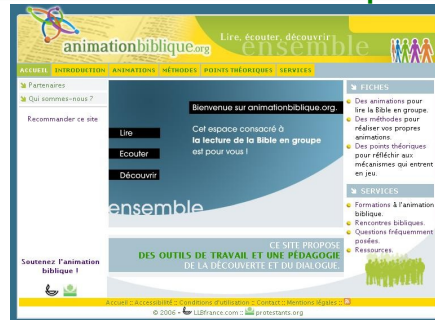 animationbiblique.org
Lire, écouter, découvrir
ensemble
ACCUEIL INTRODUCTION ANIMATIONS MÉTHODES POINTS THÉORIQUES SERVICES
Partenaires
Qui sommes-nous ?
Recommander ce site
Soutenez l'animation
biblique !
Bienvenue sur animationbiblique.org.
Cet espace consacré à
la lecture de la Bible en groupe
est pour vous !
Lire
Ecouter
Découvrir
ensemble
CE SITE PROPOSE
DES OUTILS DE TRAVAIL ET UNE PÉDAGOGIE
DE LA DÉCOUVERTE ET DU DIALOGUE.
FICHES
Des animations pour
lire la Bible en groupe.
Des méthodes pour
réaliser vos propres
animations.
Des points théoriques
pour réfléchir aux
mécanismes qui entrent
en jeu.
SERVICES
Formations à l'animation
biblique.
Rencontres bibliques.
Questions fréquemment
posées.
Ressources.
Accueil :: Accessibilité :: Conditions d'utilisation :: Contact :: Mentions légales ::
© 2006 - LLBfrance.com :: protestants.org